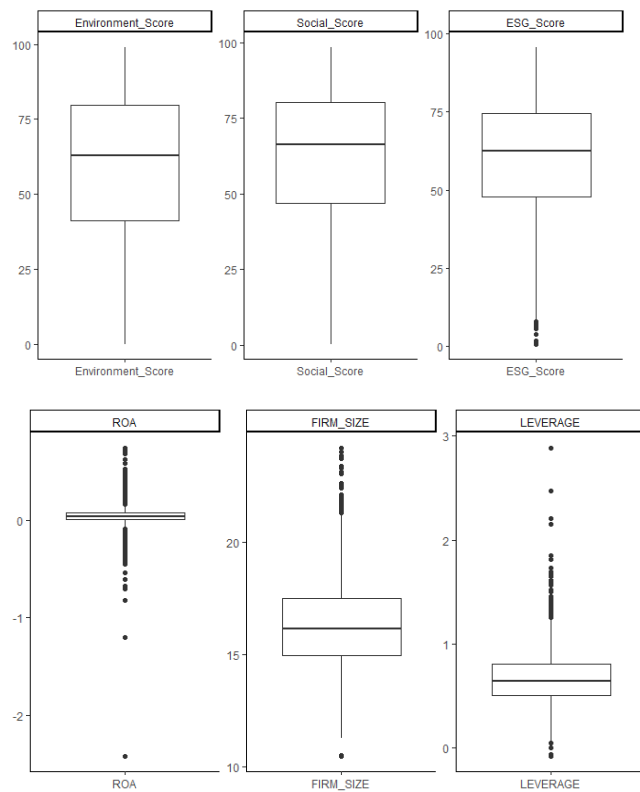 Environment_Score
Social_Score
ESG_Score
100
75
50
25
0
100
75
50
25
0
100
75
50
25
0
Environment_Score
Social_Score
ESG_Score
ROA
FIRM_SIZE
LEVERAGE
0
-1
-2
20
15
10
3
2
1
0
ROA
FIRM_SIZE
LEVERAGE